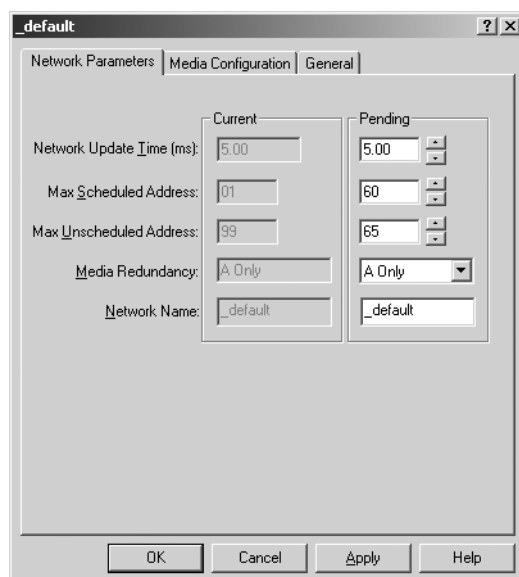 _default
? ×
Network Parameters Media Configuration General
Current Pending
Network Update Time (ms): 5.00 5.00
Max Scheduled Address: 01 60
Max Unscheduled Address: 99 65
Media Redundancy: A Only A Only
Network Name: _default _default
OK Cancel Apply Help